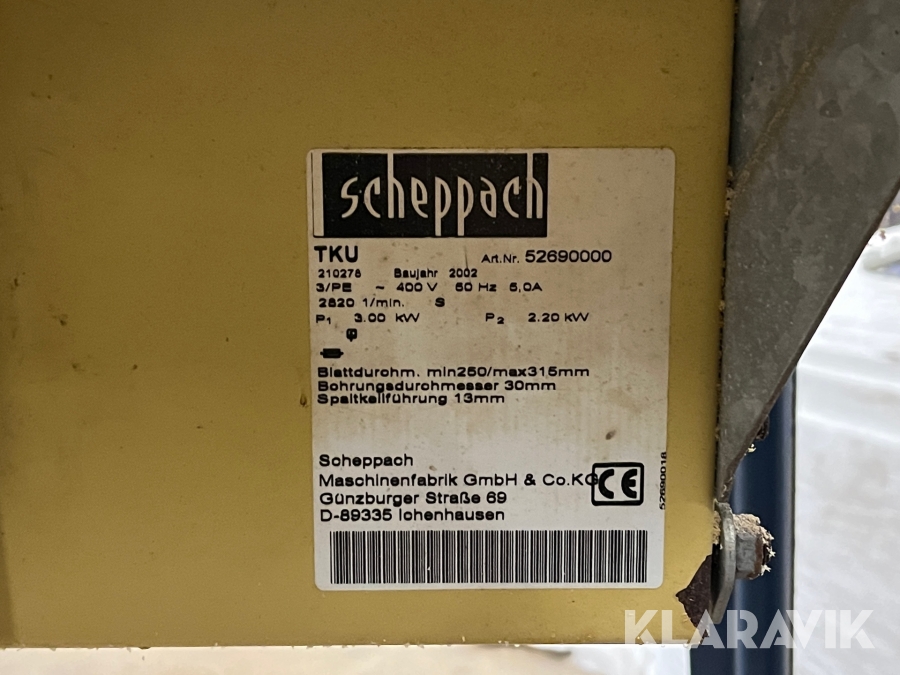 scheppach
TKU Art.Nr. 52690000
210278 Baujahr 2002
3/PE ~ 400 V 50 Hz 5,0A
2820 1/min. S
P1 3.00 kW P2 2.20 kW
Blattdurchm. min250/max315mm
Bohrungsdurchmesser 30mm
Spaltkeilführung 13mm
Scheppach
Maschinenfabrik GmbH & Co.KG
Günzburger Straße 69
D-89335 Ichenhausen
CE
52690018
KLARAVIK